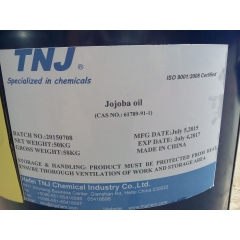 TNJ
Specialized in chemicals
ISO 9001/2008 Certified
Jojoba oil
(CAS NO.: 61789-91-1)
BATCH NO:20150708
NET WEIGHT:50KG
GROSS WEIGHT:58KG
MFG DATE:July 5,2015
EXP DATE: July 4,2017
MADE IN CHINA
STORAGE & HANDLING: PRODUCT MUST BE PROTECTED FROM HEAT
ENSURE THOROUGH VENTILATION OF WORK AND STORAGE AREA
Hefei TNJ Chemical Industry Co.,Ltd.